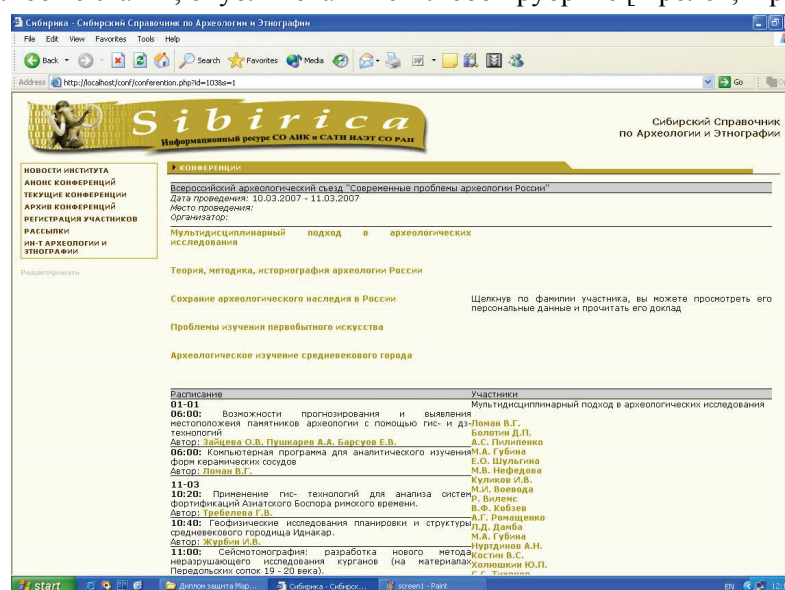 Сибирика - Сибирский Справочник по Археологии и Этнографии
File Edit View Favorites Tools Help
Back Search Favorites Media
Address http://localhost/conf/conferention.php?id=103&s=1 Go
Sibirica
Информационный ресурс СО АИК и САТИ ИАЭТ СО РАН
Сибирский Справочник
по Археологии и Этнографии
НОВОСТИ ИНСТИТУТА
АНОНС КОНФЕРЕНЦИЙ
ТЕКУЩИЕ КОНФЕРЕНЦИИ
АРХИВ КОНФЕРЕНЦИЙ
РЕГИСТРАЦИЯ УЧАСТНИКОВ
РАССЫЛКИ
ИН-Т АРХЕОЛОГИИ И
ЭТНОГРАФИИ
Редактировать
КОНФЕРЕНЦИИ
Всероссийский археологический съезд "Современные проблемы археологии России"
Дата проведения: 10.03.2007 - 11.03.2007
Место проведения:
Организатор:
Мультидисциплинарный подход в археологических
исследования
Теория, методика, историография археологии России
Сохрание археологического наследия в России
Проблемы изучения первобытного искусства
Археологическое изучение средневекового города
Щелкнув по фамилии участника, вы можете просмотреть его
персональные данные и прочитать его доклад
Расписание
01-01
06:00: Возможности прогнозирования и выявления
местоположеия памятников археологии с помощью гис- и дз-
технологий
Автор: Зайцева О.В. Пушкарев А.А. Барсуов Е.В.
06:00: Компьютерная программа для аналитического изучения
форм керамических сосудов
Автор: Ломан В.Г.
11-03
10:20: Применение гис- технологий для анализа систем
фортификаций Азиатского Боспора римского времени.
Автор: Требелева Г.В.
10:40: Геофизические исследования планировки и структуры
средневекового городища Иднакар.
Автор: Журбин И.В.
11:00: Сейсмотомография: разработка нового метода
неразрушающего исследования курганов (на материалах
Передольских сопок 19 - 20 века).
Участники
Мультидисциплинарный подход в археологических исследования
Ломан В.Г.
Болотин Д.П.
А.С. Пилипенко
М.А. Губина
Е.О. Шульгина
М.В. Нефедова
Куликов И.В.
М.И. Воевода
Р. Вилемс
В.Ф. Кобзев
А.Г. Ромащенко
Л.Д. Дамба
М.А. Губина
Нуртдинов А.Н.
Костин В.С.
Колюшкин Ю.П.
start Диплом защита Мар... Сибирика - Сибирск... screen1 - Paint EN